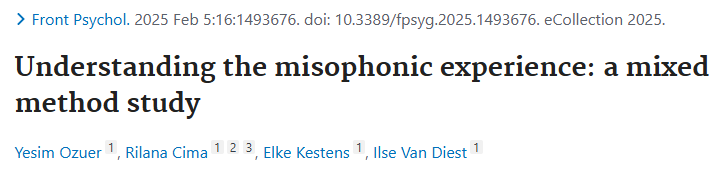 Front Psychol. 2025 Feb 5:16:1493676. doi: 10.3389/fpsyg.2025.1493676. eCollection 2025.
Understanding the misophonic experience: a mixed
method study
Yesim Ozuer 1, Rilana Cima 1 2 3, Elke Kestens 1, Ilse Van Diest 1